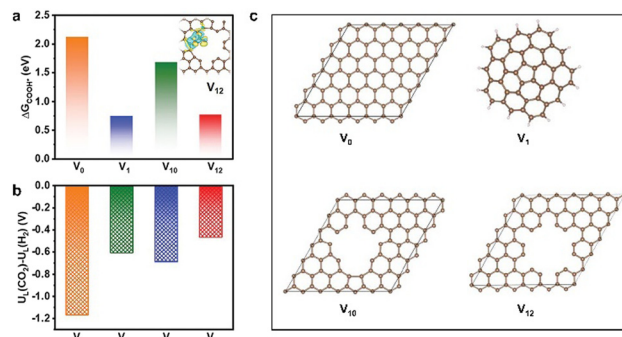 a
2.5
2.0
1.5
1.0
0.5
0.0
ΔG_COOH* (eV)
V₁₂
V₀ V₁ V₁₀ V₁₂
b
0.0
-0.2
-0.4
-0.6
-0.8
-1.0
-1.2
U_L(CO₂)-U_L(H₂) (V)
c
V₀
V₁
V₁₀
V₁₂